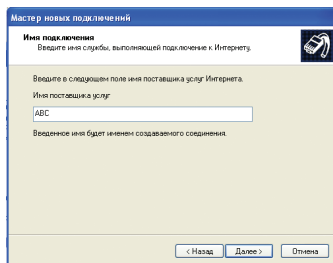 Мастер новых подключений
Имя подключения
Введите имя службы, выполняющей подключение к Интернету.
Введите в следующем поле имя поставщика услуг Интернета.
Имя поставщика услуг
ABC
Введенное имя будет именем создаваемого соединения.
< Назад
Далее >
Отмена